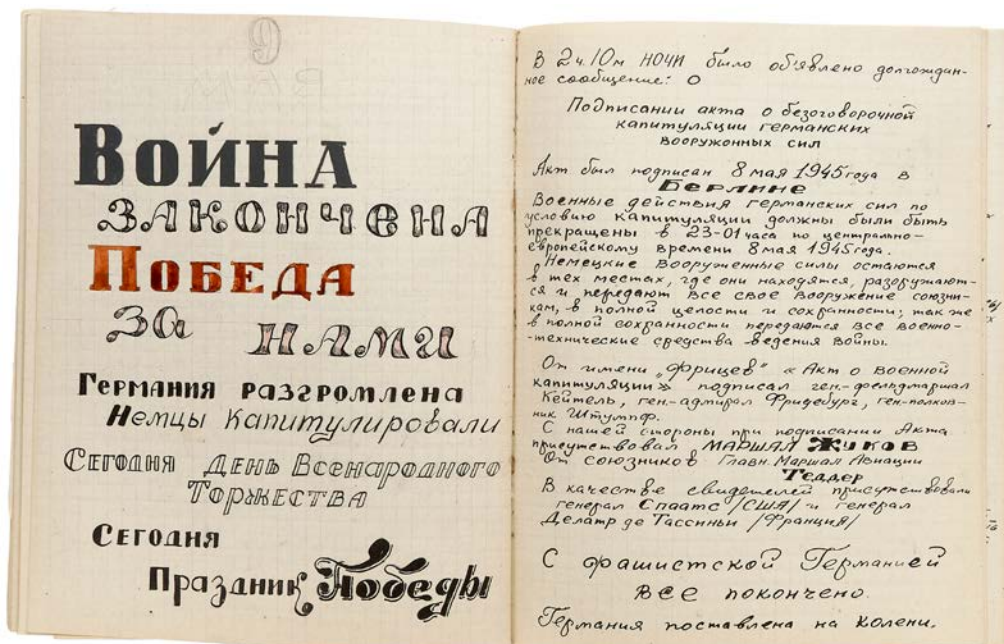 Война
закончена
Победа
за нами
Германия разгромлена
Немцы капитулировали
Сегодня День Всенародного
Торжества
Сегодня
Праздник Победы
В 2ч.10м НОЧИ было об'явлено долгождан-
ное сообщение: О
Подписании акта о безоговорочной
капитуляции германских
вооружонных сил
Акт был подписан 8 мая 1945 года в
Берлине
Военные действия германских сил по
условию капитуляции должны были быть
прекращены в 23-01 часа по центрально-
европейскому времени 8 мая 1945 года.
Немецкие вооруженные силы остаются
в тех местах, где они находятся, разоружают-
ся и передают все свое вооружение союзни-
кам, в полной целости и сохранности; так же
в полной сохранности передаются все военно-
-технические средства ведения войны.
От имени „фрицев" « Акт о военной
капитуляции» подписал ген.-фельдмаршал
Кейтель, ген.-адмирал Фридебург, ген.-полков-
ник Штумпф.
С нашей стороны при подписании Акта
присутствовал МАРШАЛ Жуков
От союзников Главн. Маршал Авиации
Теддер
В качестве свидетелей присутствовали
генерал Спаатс /США/ и генерал
Делатр де Тассиньи /Франция/
С фашистской Германией
все покончено.
Германия поставлена на колени.